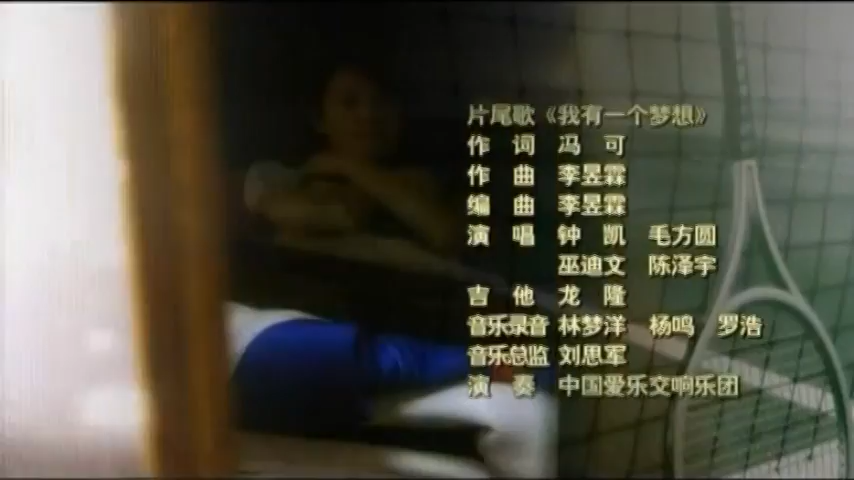 片尾歌《我有一个梦想》
作 词 冯 可
作 曲 李昱霖
编 曲 李昱霖
演 唱 钟 凯 毛方圆
巫迪文 陈泽宇
吉 他 龙 隆
音乐录音 林梦洋 杨鸣 罗浩
音乐总监 刘思军
演 奏 中国爱乐交响乐团